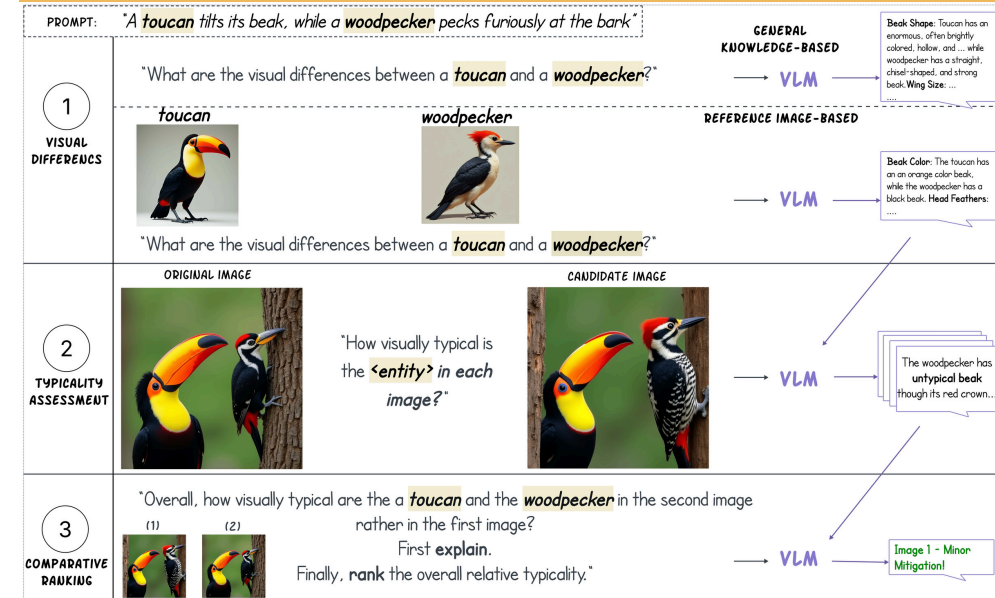 PROMPT: "A toucan tilts its beak, while a woodpecker pecks furiously at the bark"
GENERAL
KNOWLEDGE-BASED
"What are the visual differences between a toucan and a woodpecker?"
VLM
Beak Shape: Toucan has an
enormous, often brightly
colored, hollow, and ... while
woodpecker has a straight,
chisel-shaped, and strong
beak.Wing Size: ...
....
1
VISUAL
DIFFERENCS
toucan
woodpecker
REFERENCE IMAGE-BASED
VLM
Beak Color: The toucan has
an an orange color beak,
while the woodpecker has a
black beak. Head Feathers:
....
"What are the visual differences between a toucan and a woodpecker?"
ORIGINAL IMAGE
CANDIDATE IMAGE
2
TYPICALITY
ASSESSMENT
"How visually typical is
the <entity> in each
image?"
VLM
The woodpecker has
untypical beak
though its red crown...
3
COMPARATIVE
RANKING
"Overall, how visually typical are the a toucan and the woodpecker in the second image
rather in the first image?
First explain.
Finally, rank the overall relative typicality."
(1)
(2)
VLM
Image 1 - Minor
Mitigation!